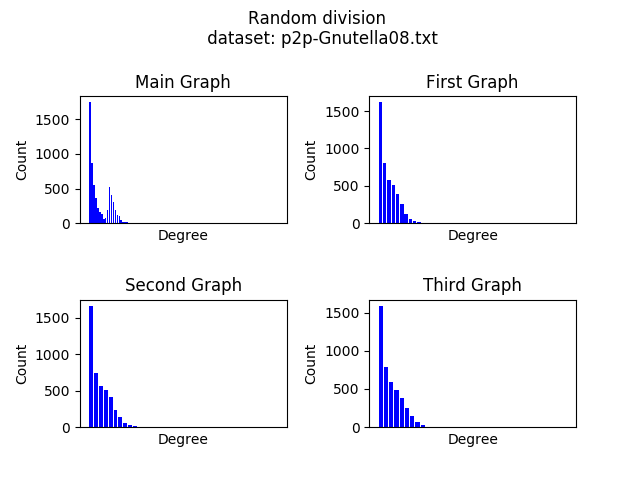 Random division
dataset: p2p-Gnutella08.txt
Main Graph
1500
1000
500
0
Count
Degree
First Graph
1500
1000
500
0
Count
Degree
Second Graph
1500
1000
500
0
Count
Degree
Third Graph
1500
1000
500
0
Count
Degree